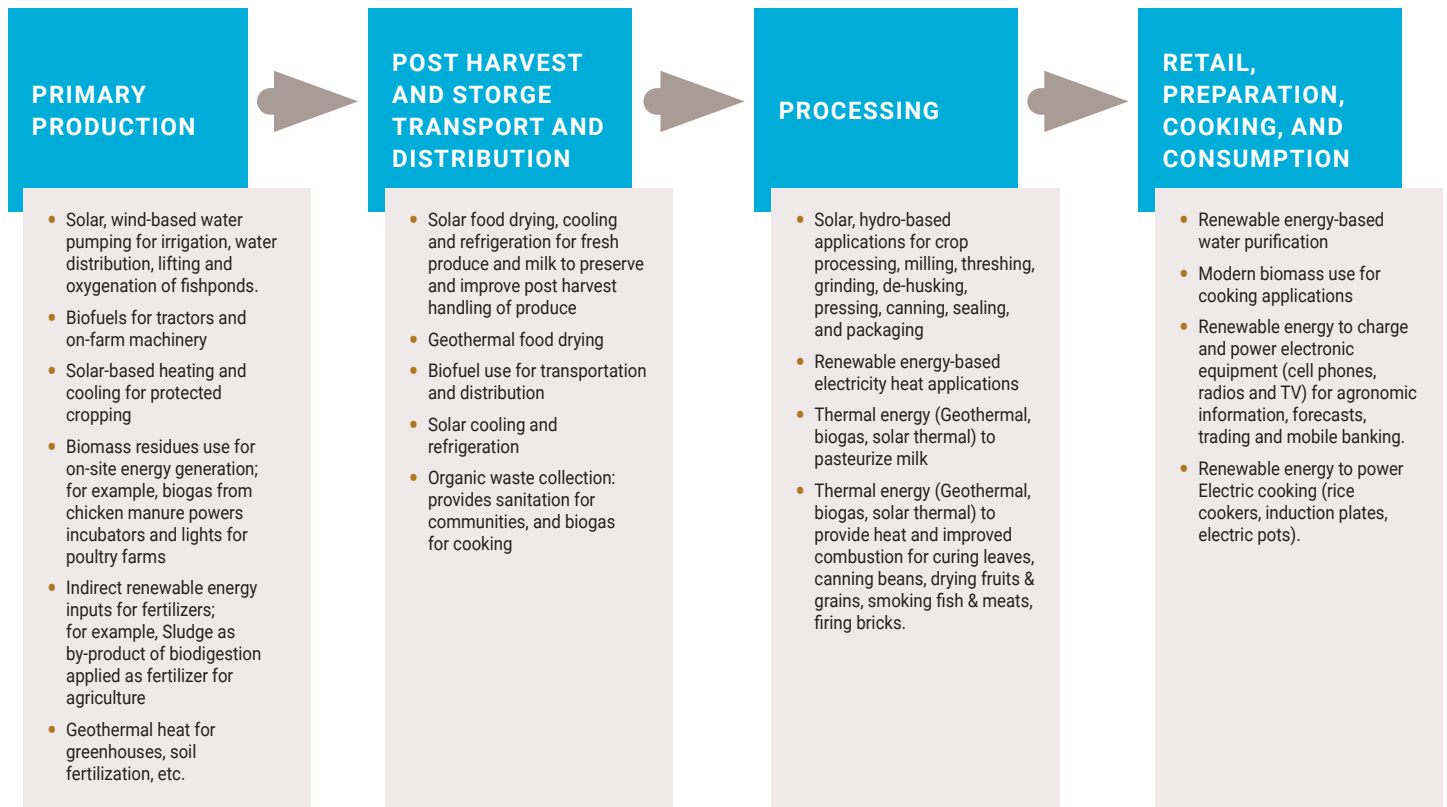 PRIMARY
PRODUCTION
• Solar, wind-based water
pumping for irrigation, water
distribution, lifting and
oxygenation of fishponds.
• Biofuels for tractors and
on-farm machinery
• Solar-based heating and
cooling for protected
cropping
• Biomass residues use for
on-site energy generation;
for example, biogas from
chicken manure powers
incubators and lights for
poultry farms
• Indirect renewable energy
inputs for fertilizers;
for example, Sludge as
by-product of biodigestion
applied as fertilizer for
agriculture
• Geothermal heat for
greenhouses, soil
fertilization, etc.
POST HARVEST
AND STORGE
TRANSPORT AND
DISTRIBUTION
• Solar food drying, cooling
and refrigeration for fresh
produce and milk to preserve
and improve post harvest
handling of produce
• Geothermal food drying
• Biofuel use for transportation
and distribution
• Solar cooling and
refrigeration
• Organic waste collection:
provides sanitation for
communities, and biogas
for cooking
PROCESSING
• Solar, hydro-based
applications for crop
processing, milling, threshing,
grinding, de-husking,
pressing, canning, sealing,
and packaging
• Renewable energy-based
electricity heat applications
• Thermal energy (Geothermal,
biogas, solar thermal) to
pasteurize milk
• Thermal energy (Geothermal,
biogas, solar thermal) to
provide heat and improved
combustion for curing leaves,
canning beans, drying fruits &
grains, smoking fish & meats,
firing bricks.
RETAIL,
PREPARATION,
COOKING, AND
CONSUMPTION
• Renewable energy-based
water purification
• Modern biomass use for
cooking applications
• Renewable energy to charge
and power electronic
equipment (cell phones,
radios and TV) for agronomic
information, forecasts,
trading and mobile banking.
• Renewable energy to power
Electric cooking (rice
cookers, induction plates,
electric pots).